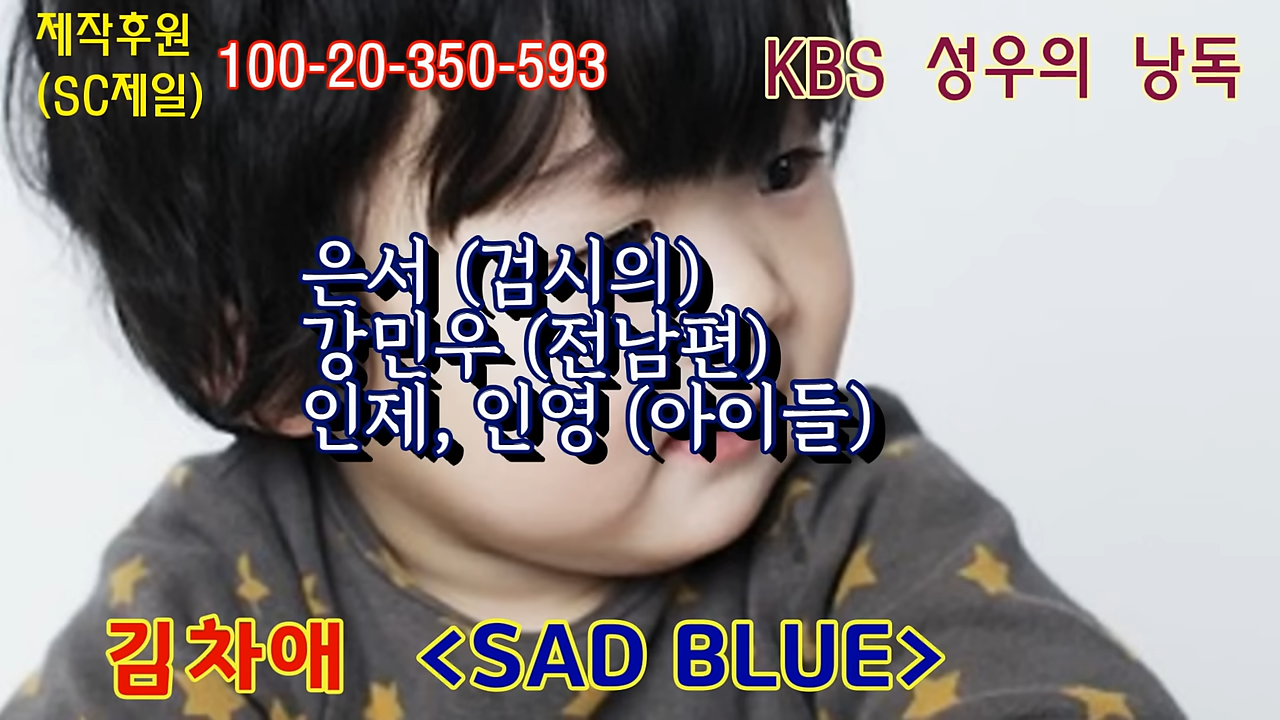 제작후원
(SC제일)
100-20-350-593
KBS 성우의 낭독
은서 (검시의)
강민우 (전남편)
인제, 인영 (아이들)
김차애 <SAD BLUE>